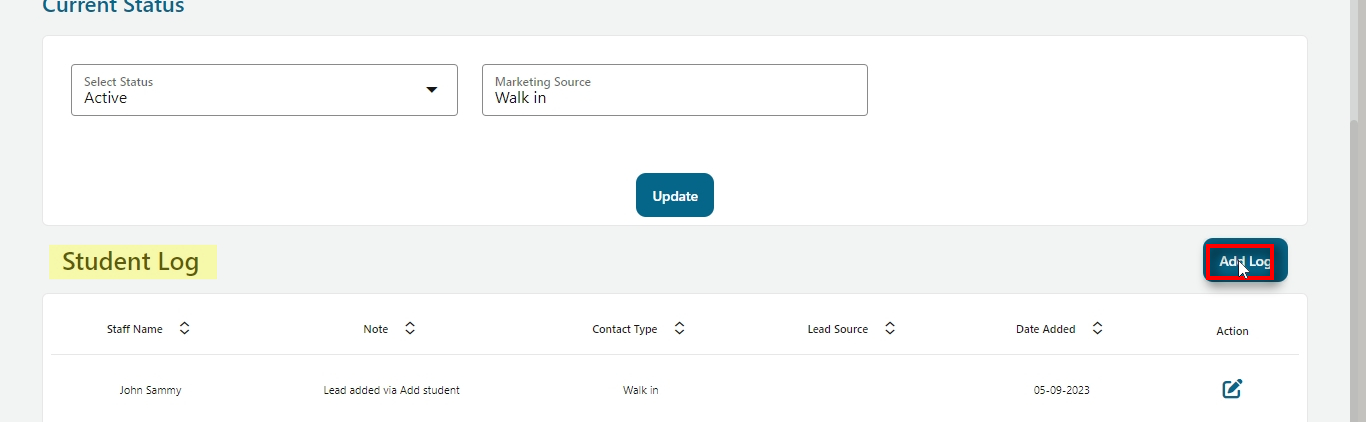 Current Status
Select Status
Active
Marketing Source
Walk in
Update
Student Log
Add Log
Staff Name Note Contact Type Lead Source Date Added Action
John Sammy Lead added via Add student Walk in 05-09-2023